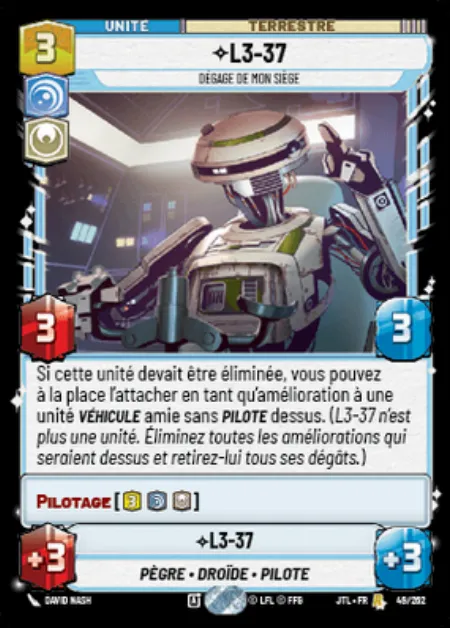 3
UNITÉ
TERRESTRE
L3-37
DÉGAGE DE MON SIÈGE
3
3
Si cette unité devait être éliminée, vous pouvez
à la place l'attacher en tant qu'amélioration à une
unité VÉHICULE amie sans PILOTE dessus. (L3-37 n'est
plus une unité. Éliminez toutes les améliorations qui
seraient dessus et retirez-lui tous ses dégâts.)
PILOTAGE [3]
L3-37
+3
+3
PÈGRE • DROÏDE • PILOTE
DAVID NASH
A
© LFL © FFG
JTL • FR
49/262